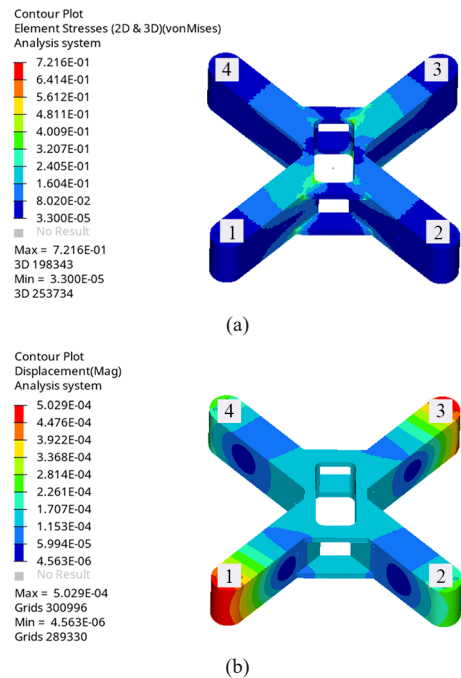 Contour Plot
Element Stresses (2D & 3D)(vonMises)
Analysis system
7.216E-01
6.414E-01
5.612E-01
4.811E-01
4.009E-01
3.207E-01
2.405E-01
1.604E-01
8.020E-02
3.300E-05
No Result
Max = 7.216E-01
3D 198343
Min = 3.300E-05
3D 253734
4
3
1
2
(a)
Contour Plot
Displacement(Mag)
Analysis system
5.029E-04
4.476E-04
3.922E-04
3.368E-04
2.814E-04
2.261E-04
1.707E-04
1.153E-04
5.995E-05
4.563E-06
No Result
Max = 5.029E-04
Grids 300996
Min = 4.563E-06
Grids 289330
4
3
1
2
(b)